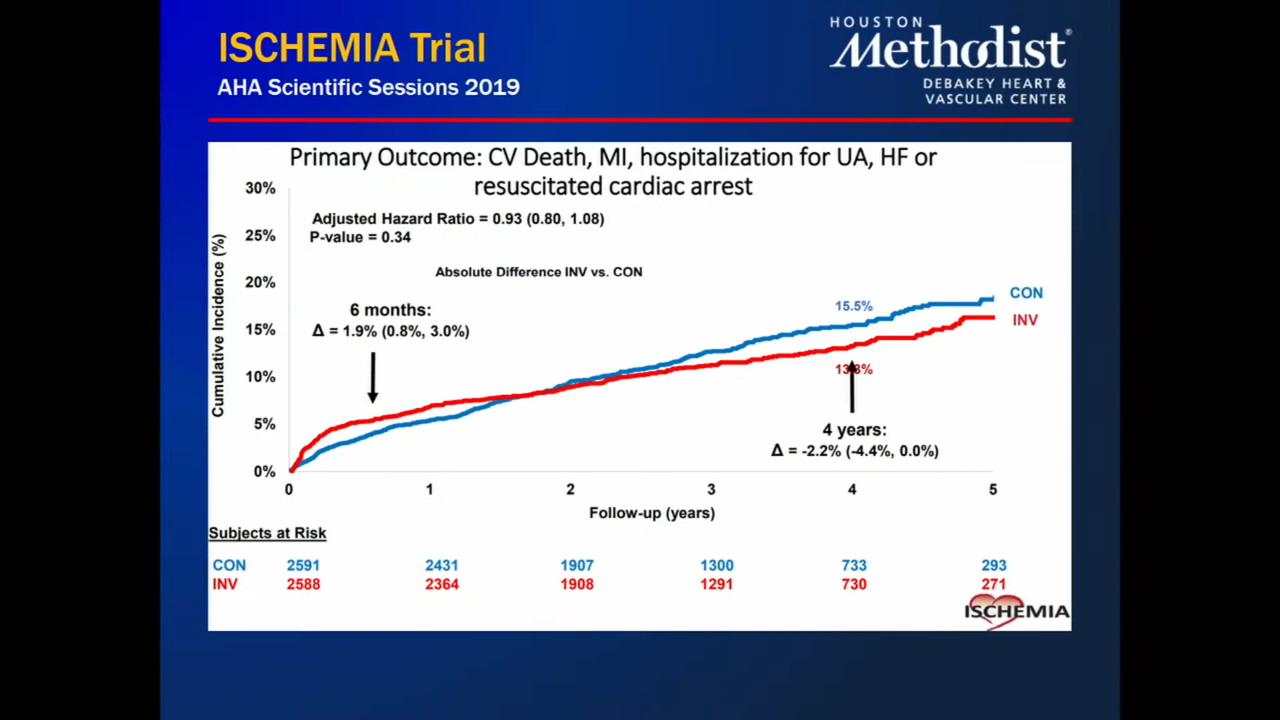 ISCHEMIA Trial
AHA Scientific Sessions 2019
HOUSTON
Methodist®
DEBAKEY HEART &
VASCULAR CENTER
Primary Outcome: CV Death, MI, hospitalization for UA, HF or
resuscitated cardiac arrest
Cumulative Incidence (%)
30%
25%
20%
15%
10%
5%
0%
Adjusted Hazard Ratio = 0.93 (0.80, 1.08)
P-value = 0.34
Absolute Difference INV vs. CON
6 months:
Δ = 1.9% (0.8%, 3.0%)
15.5%
CON
INV
13.3%
4 years:
Δ = -2.2% (-4.4%, 0.0%)
0 1 2 3 4 5
Follow-up (years)
Subjects at Risk
CON 2591 2431 1907 1300 733 293
INV 2588 2364 1908 1291 730 271
ISCHEMIA